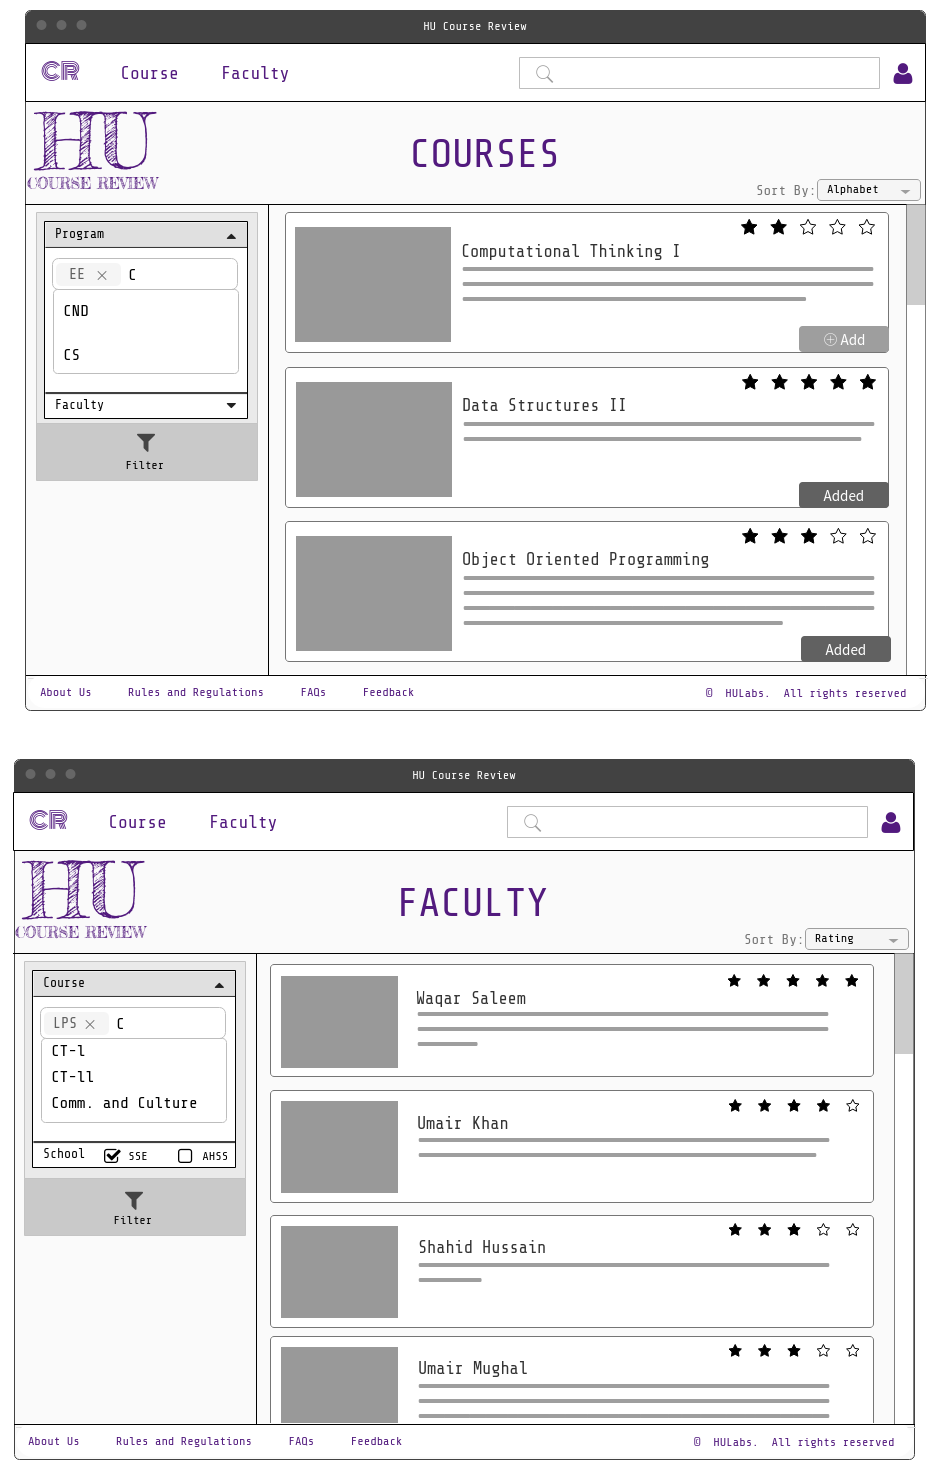 HU Course Review
CR Course Faculty
HU
COURSE REVIEW
COURSES
Sort By: Alphabet
Program
EE C
CND
CS
Faculty
Filter
Computational Thinking I
Add
Data Structures II
Added
Object Oriented Programming
Added
About Us Rules and Regulations FAQs Feedback © HULabs. All rights reserved
HU Course Review
CR Course Faculty
HU
COURSE REVIEW
FACULTY
Sort By: Rating
Course
LPS C
CT-l
CT-ll
Comm. and Culture
School SSE AHSS
Filter
Waqar Saleem
Umair Khan
Shahid Hussain
Umair Mughal
About Us Rules and Regulations FAQs Feedback © HULabs. All rights reserved